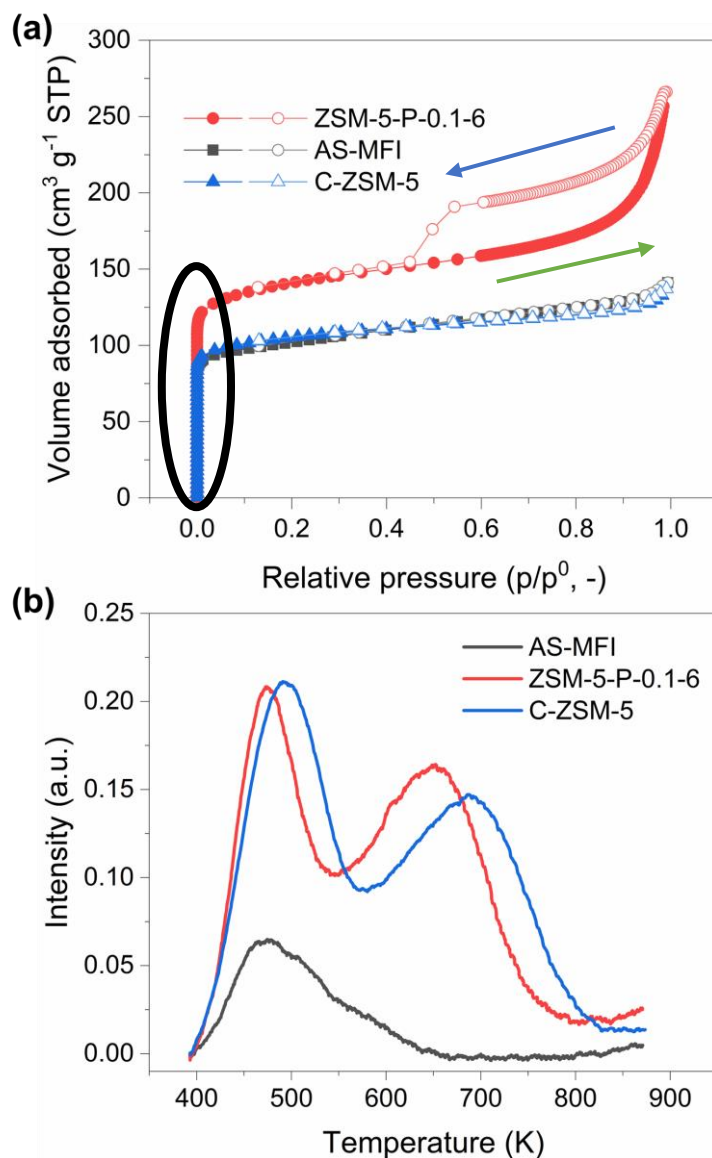 (a)
300
250
200
150
100
50
0
Volume adsorbed (cm³ g⁻¹ STP)
ZSM-5-P-0.1-6
AS-MFI
C-ZSM-5
0.0 0.2 0.4 0.6 0.8 1.0
Relative pressure (p/p⁰, -)
(b)
0.25
0.20
0.15
0.10
0.05
0.00
Intensity (a.u.)
AS-MFI
ZSM-5-P-0.1-6
C-ZSM-5
400 500 600 700 800 900
Temperature (K)